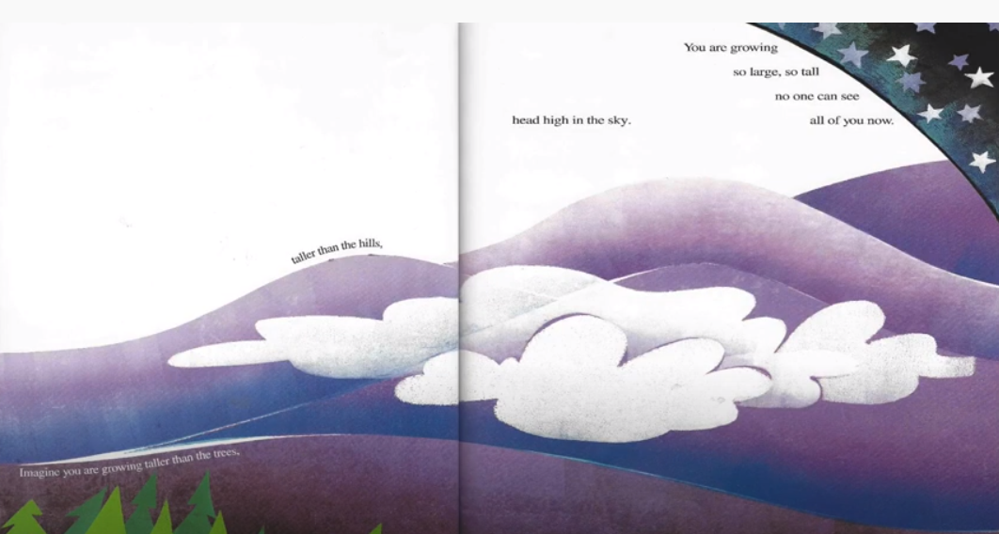 Imagine you are growing taller than the trees,
taller than the hills,
head high in the sky.
You are growing
so large, so tall
no one can see
all of you now.